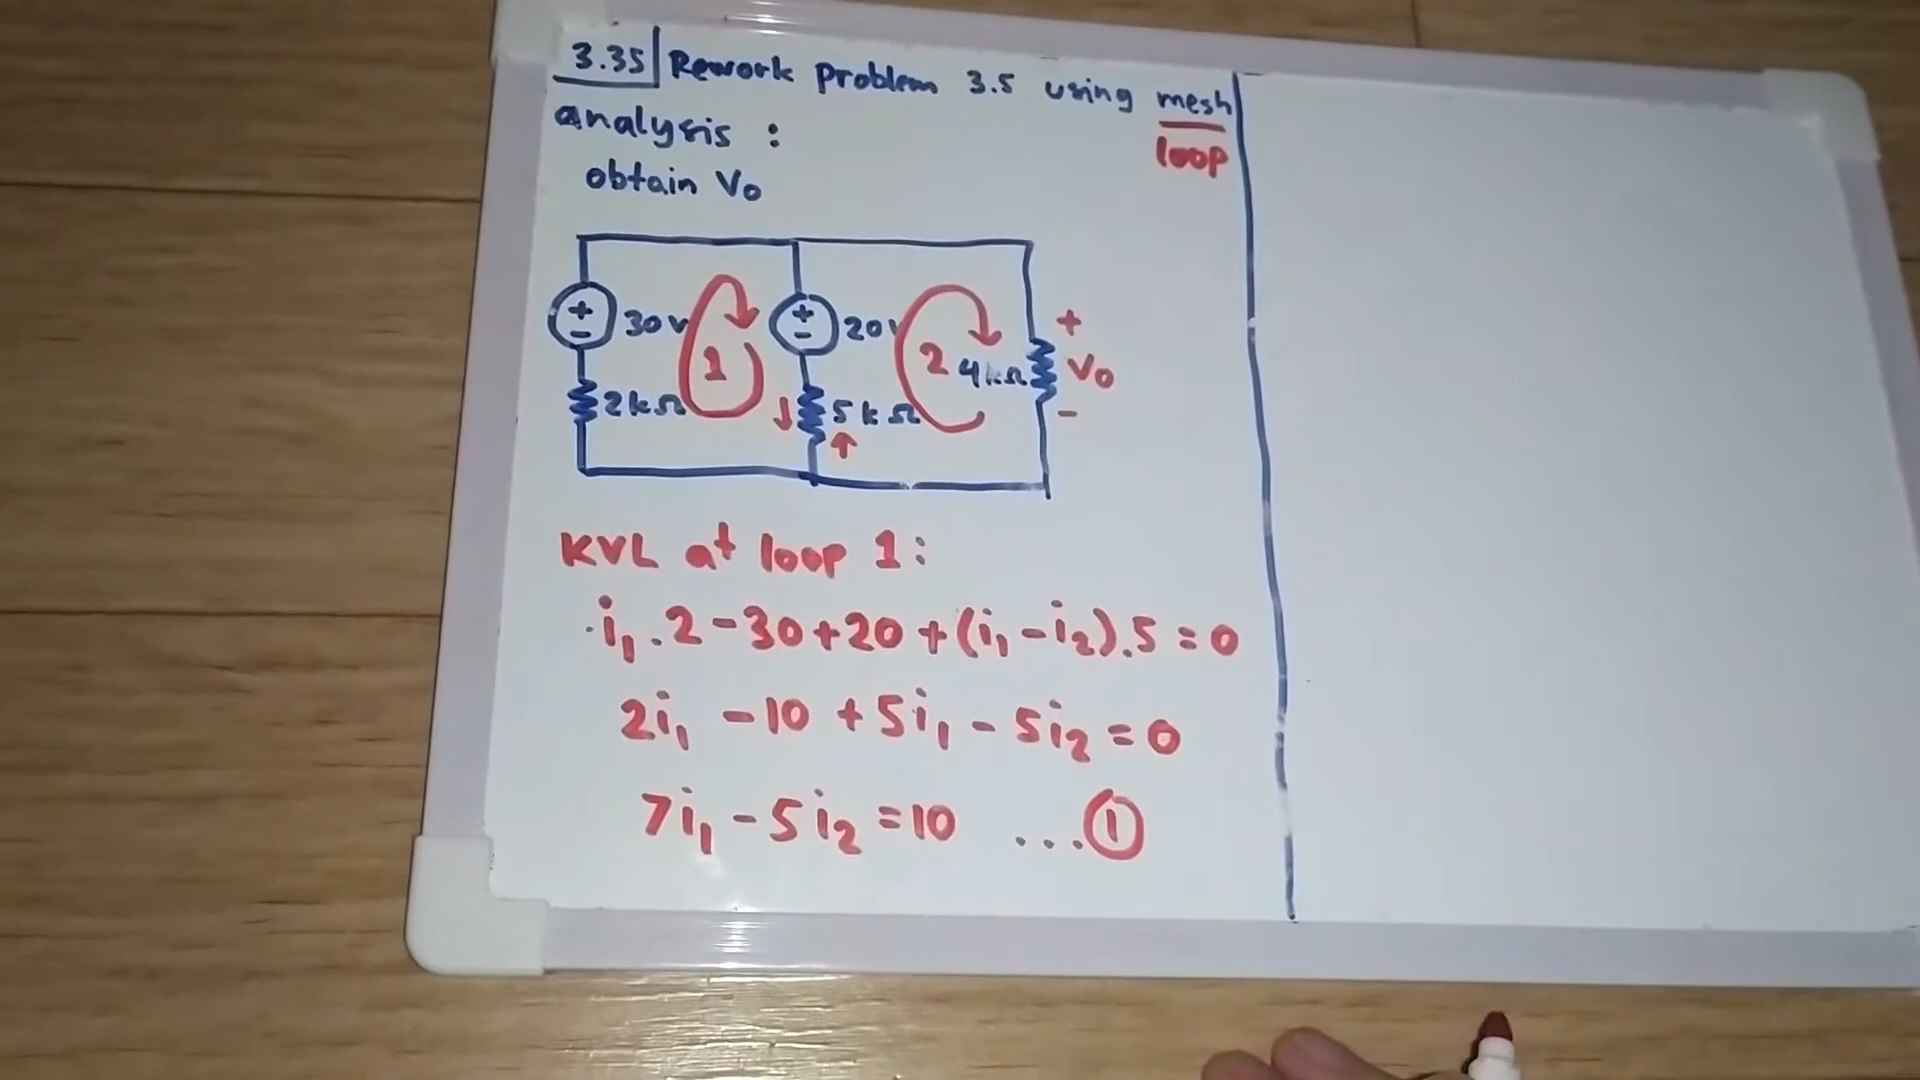 3.35 Rework problem 3.5 using mesh
loop
analysis :
obtain Vo
+
-
30V
2kΩ
1
+
-
20V
5kΩ
2
4kΩ
+
Vo
-
KVL at loop 1:
i₁.2-30+20+(i₁-i₂).5=0
2i₁ -10 +5i₁ -5i₂=0
7i₁-5i₂=10 ...①